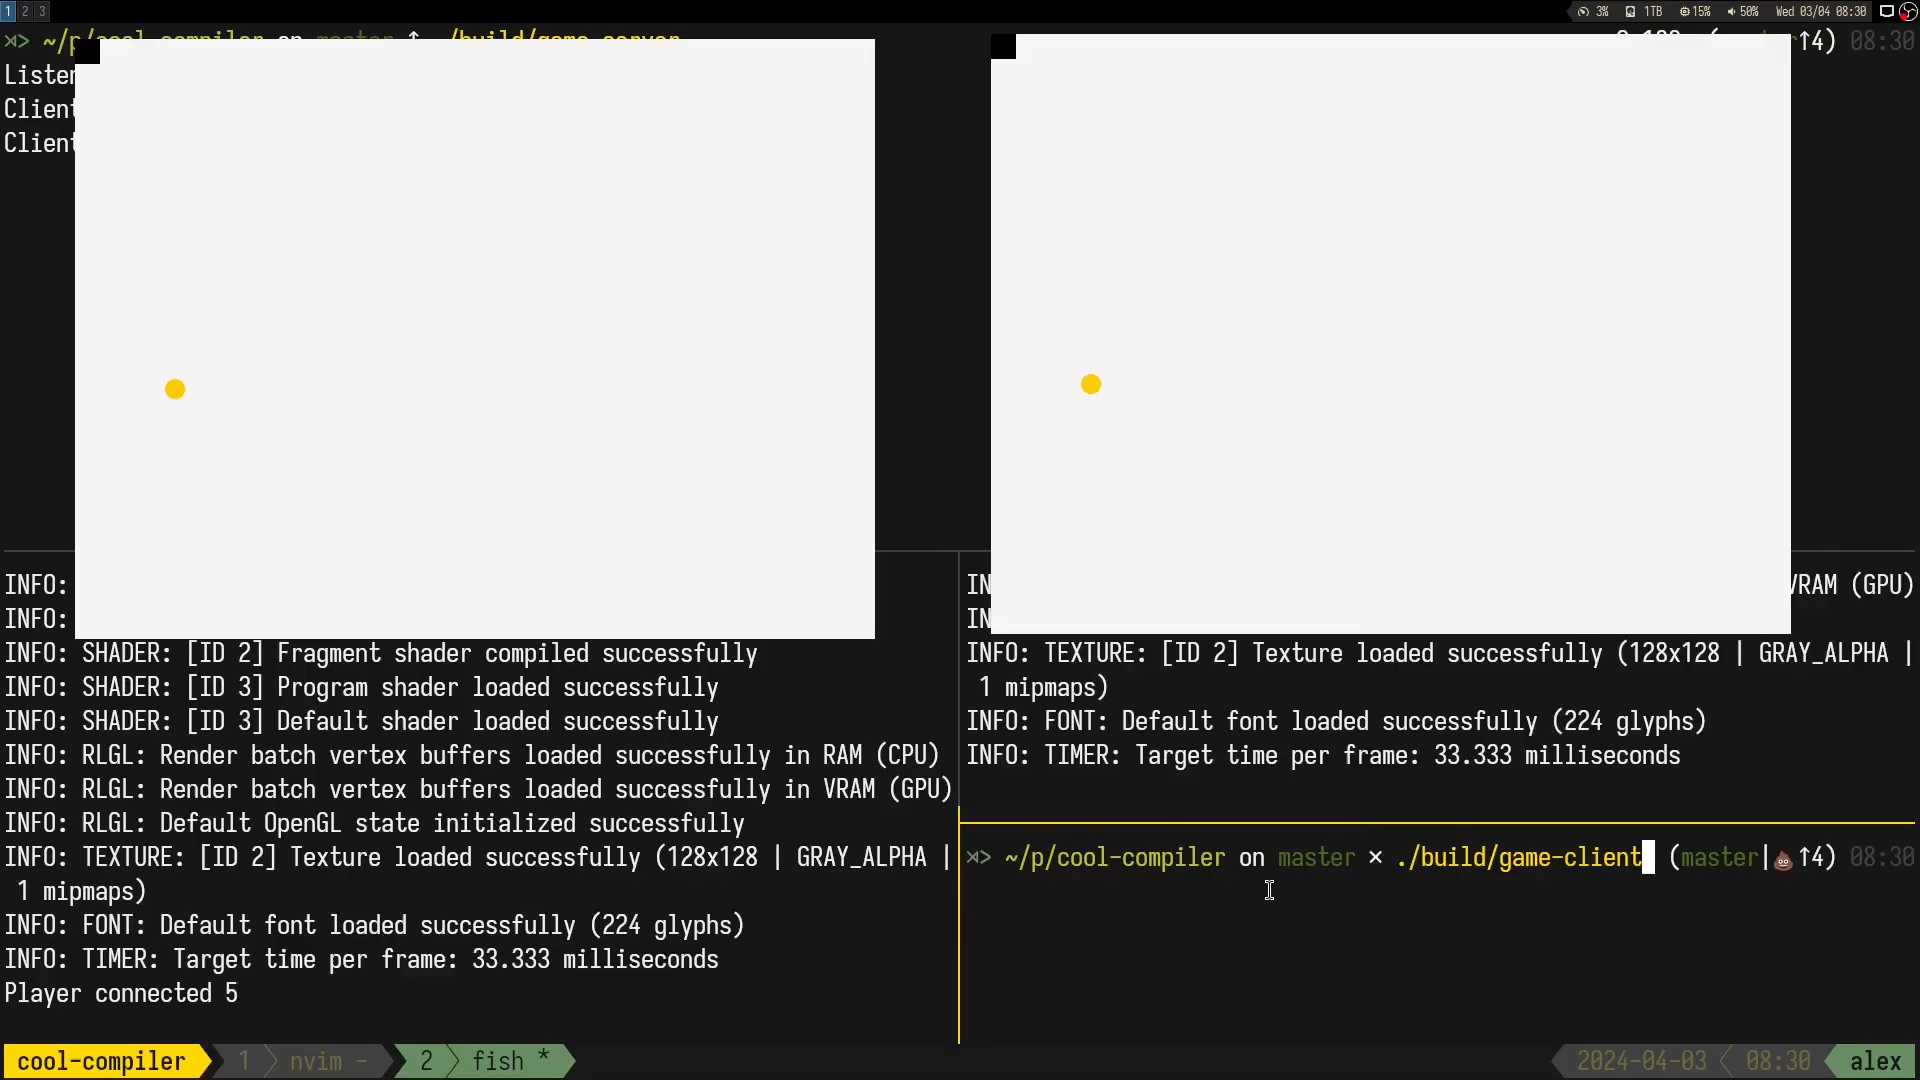 1 2 3
3% 1TB 15% 50% Wed 03/04 08:30
~/p/cool-compiler on master ↑ ./build/game-server
↑4) 08:30
Listen
Client
Client
INFO:
INFO:
INFO: SHADER: [ID 2] Fragment shader compiled successfully
INFO: SHADER: [ID 3] Program shader loaded successfully
INFO: SHADER: [ID 3] Default shader loaded successfully
INFO: RLGL: Render batch vertex buffers loaded successfully in RAM (CPU)
INFO: RLGL: Render batch vertex buffers loaded successfully in VRAM (GPU)
INFO: RLGL: Default OpenGL state initialized successfully
INFO: TEXTURE: [ID 2] Texture loaded successfully (128x128 | GRAY_ALPHA |
1 mipmaps)
INFO: FONT: Default font loaded successfully (224 glyphs)
INFO: TIMER: Target time per frame: 33.333 milliseconds
Player connected 5
IN VRAM (GPU)
IN
INFO: TEXTURE: [ID 2] Texture loaded successfully (128x128 | GRAY_ALPHA |
1 mipmaps)
INFO: FONT: Default font loaded successfully (224 glyphs)
INFO: TIMER: Target time per frame: 33.333 milliseconds
⋊> ~/p/cool-compiler on master × ./build/game-client (master|💩↑4) 08:30
cool-compiler 1 nvim - 2 fish * 2024-04-03 08:30 alex